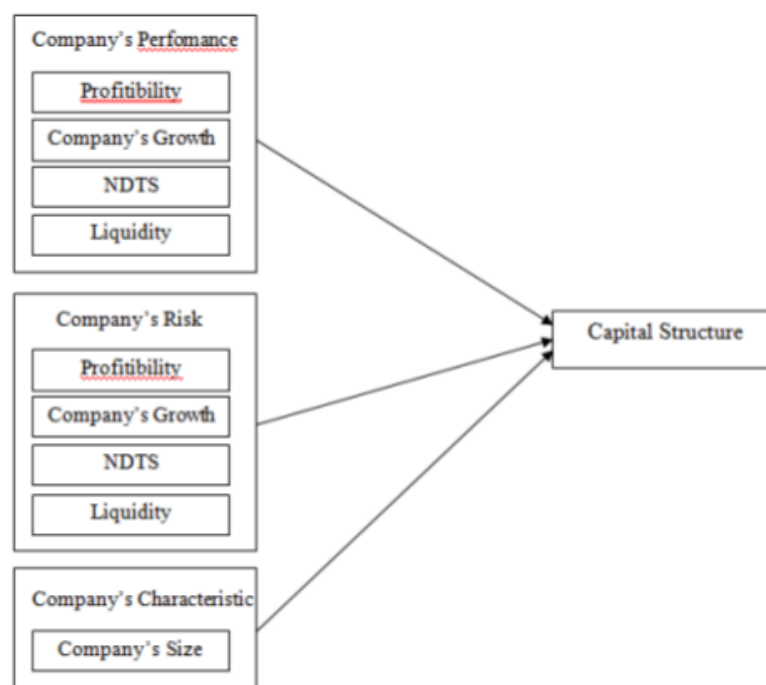 Company's Perfomance
Profitibility
Company's Growth
NDTS
Liquidity
Company's Risk
Profitibility
Company's Growth
NDTS
Liquidity
Company's Characteristic
Company's Size
Capital Structure